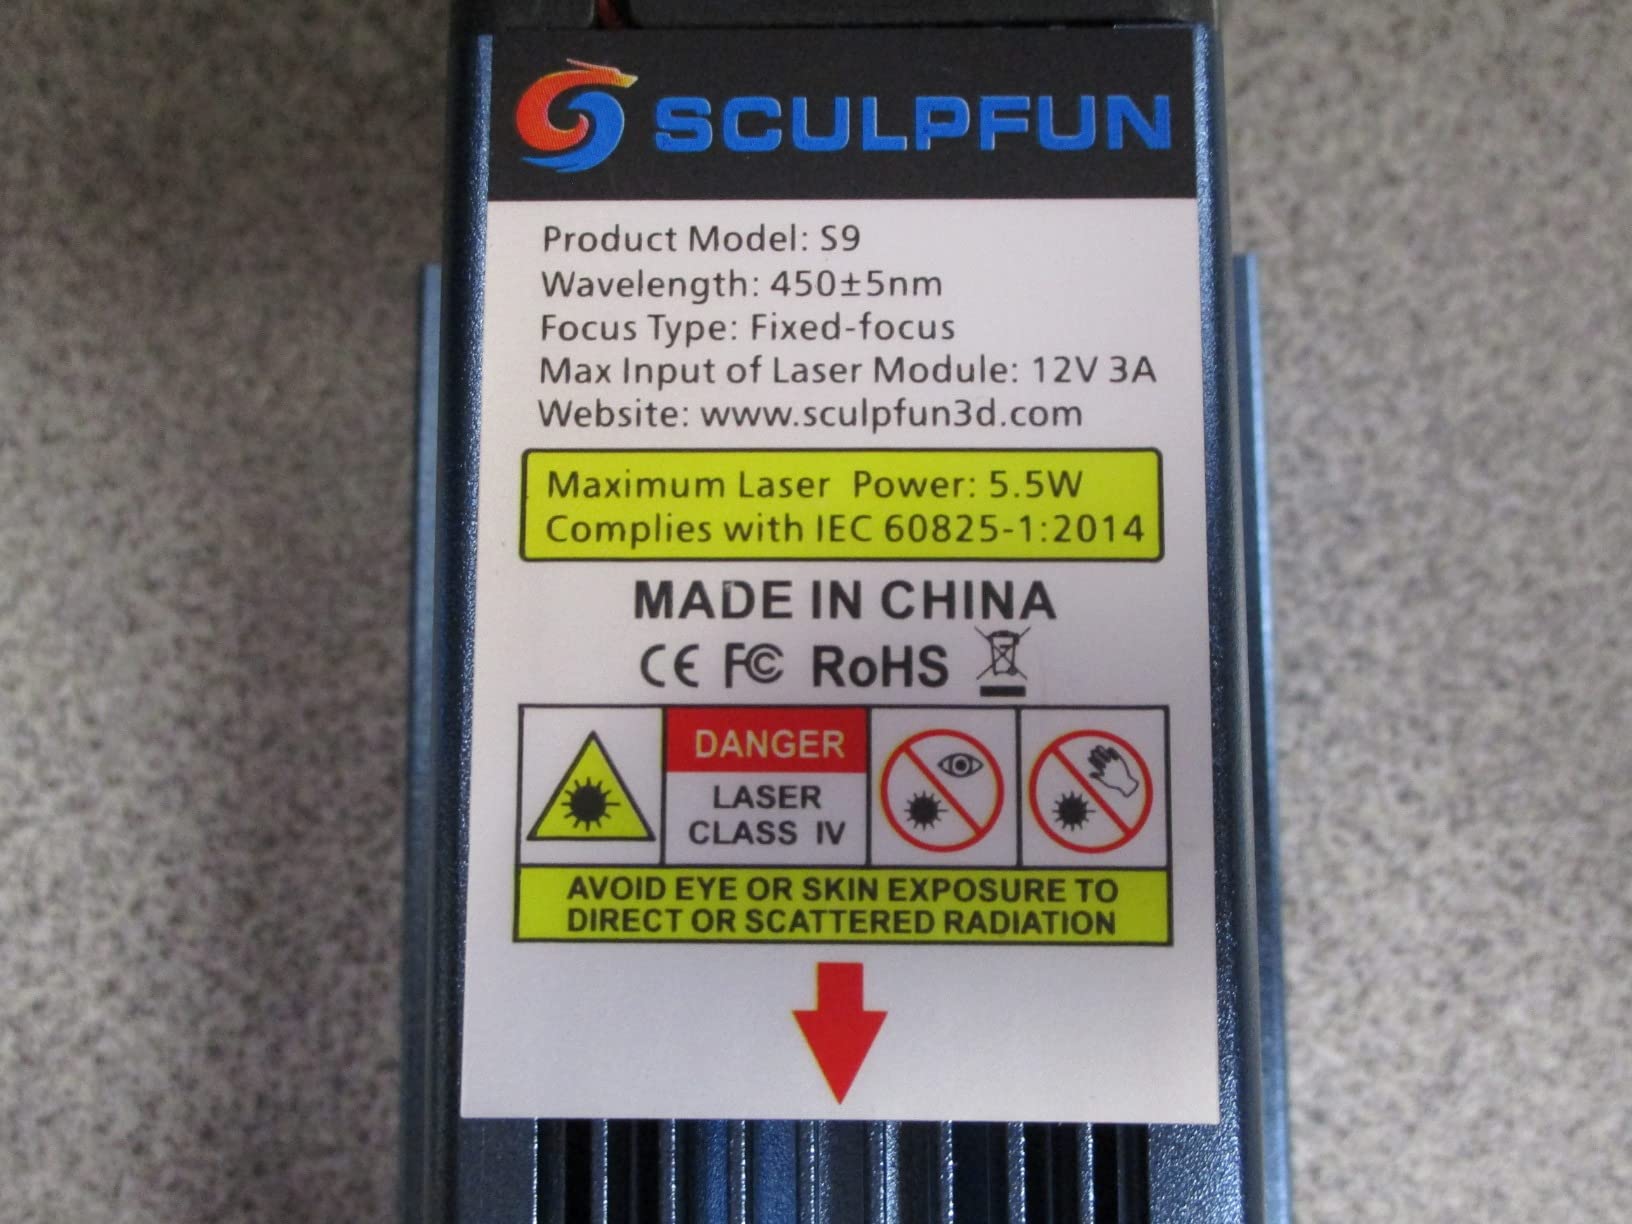 SCULPFUN
Product Model: S9
Wavelength: 450±5nm
Focus Type: Fixed-focus
Max Input of Laser Module: 12V 3A
Website: www.sculpfun3d.com
Maximum Laser Power: 5.5W
Complies with IEC 60825-1:2014
MADE IN CHINA
CE FC RoHS
DANGER
LASER
CLASS IV
AVOID EYE OR SKIN EXPOSURE TO
DIRECT OR SCATTERED RADIATION